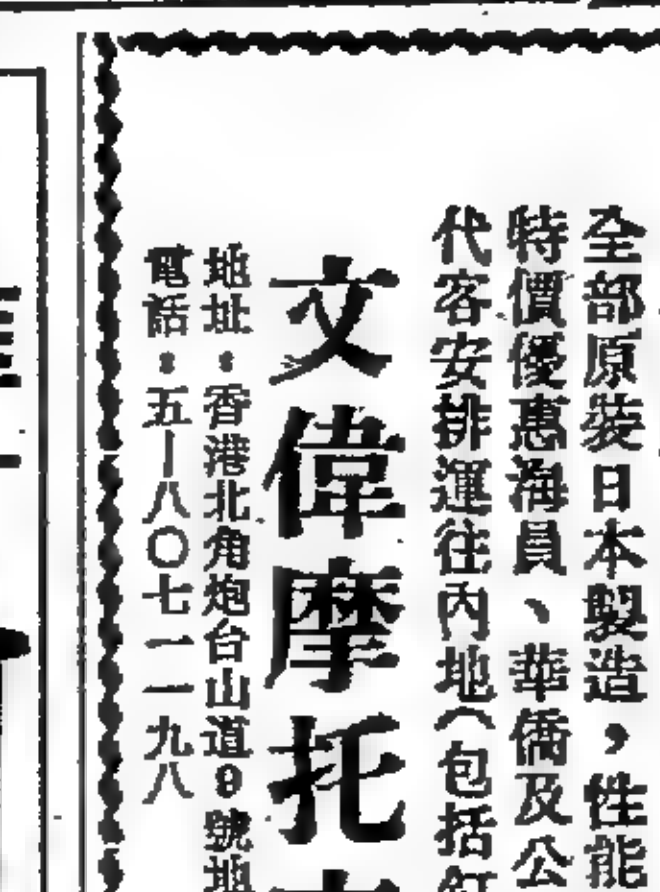 全部原裝日本製造，性能
特價優惠海員、華僑及公
代客安排運往內地（包括
文偉摩托
地址：香港北角炮台山道9號地
電話：五—八〇七一一九八